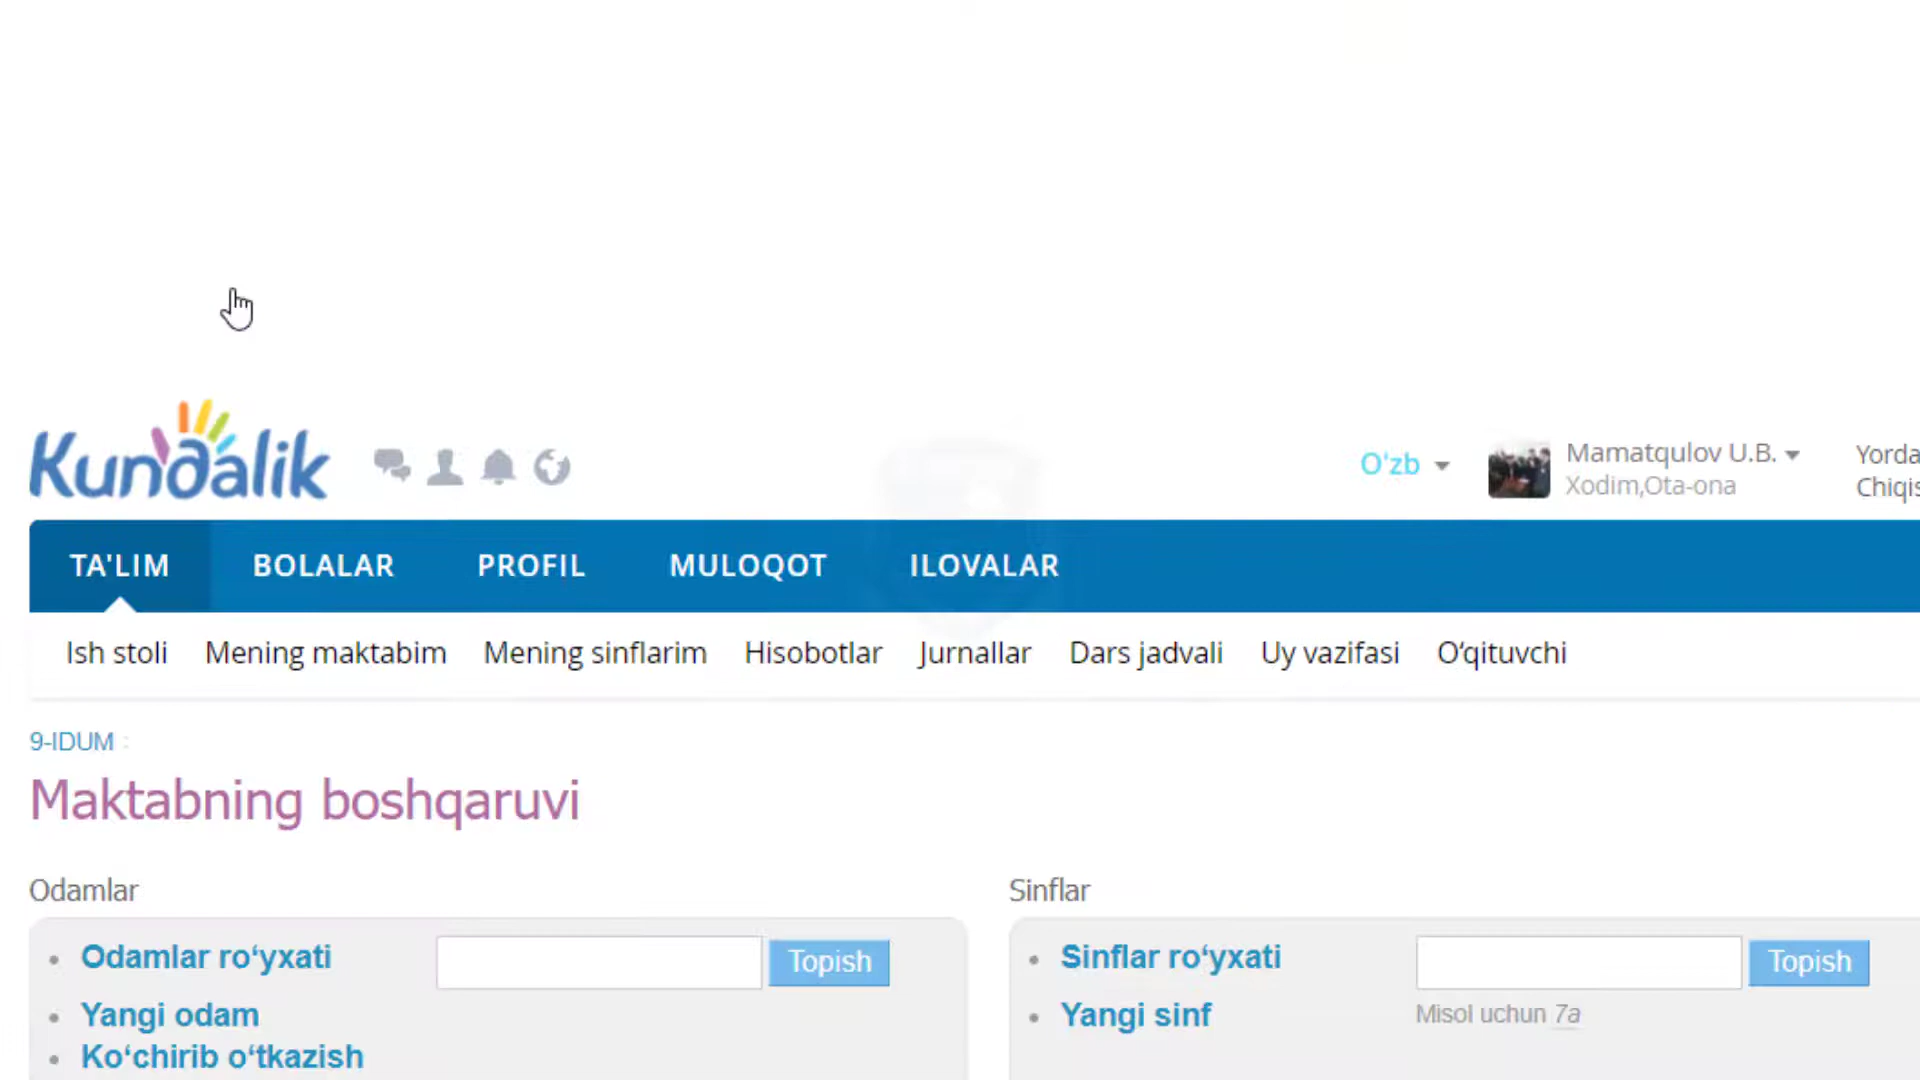 Kundalik
O'zb
Mamatqulov U.B.
Xodim,Ota-ona
Yorda
Chiqis
TA'LIM BOLALAR PROFIL MULOQOT ILOVALAR
Ish stoli Mening maktabim Mening sinflarim Hisobotlar Jurnallar Dars jadvali Uy vazifasi O‘qituvchi
9-IDUM :
Maktabning boshqaruvi
Odamlar
Odamlar ro‘yxati Topish
Yangi odam
Ko‘chirib o‘tkazish
Sinflar
Sinflar ro‘yxati Topish
Yangi sinf Misol uchun 7a